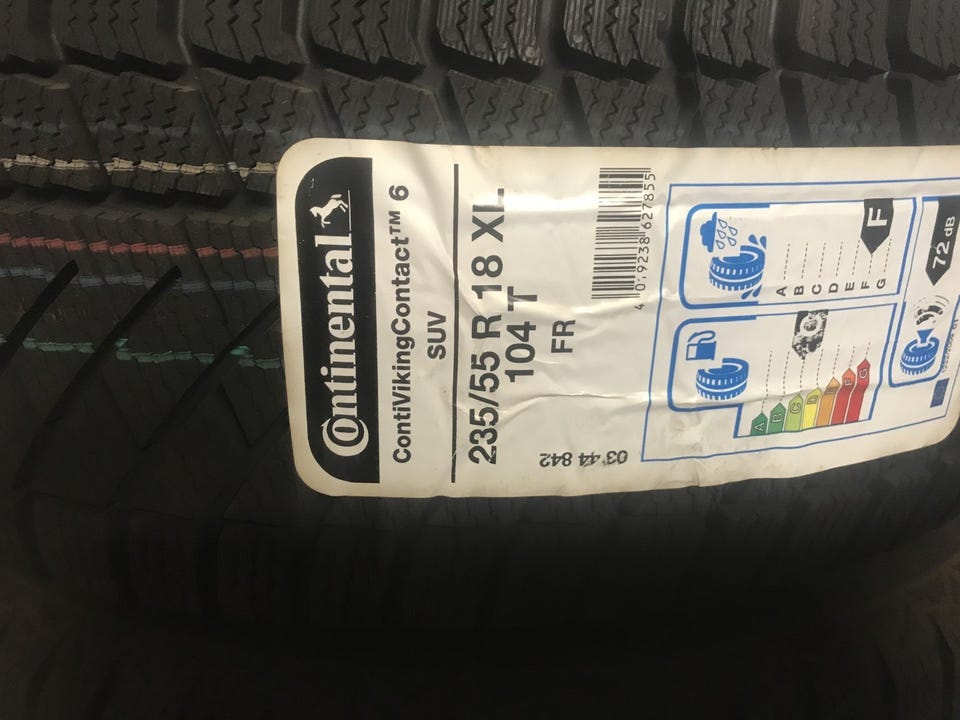 Continental
ContiVikingContact™ 6
SUV
235/55 R 18 XL
104 T
FR
4 019238 627855
03 44 842
A
B
C
D
E
F
G
C
A
B
C
D
E
F
G
F
72 dB